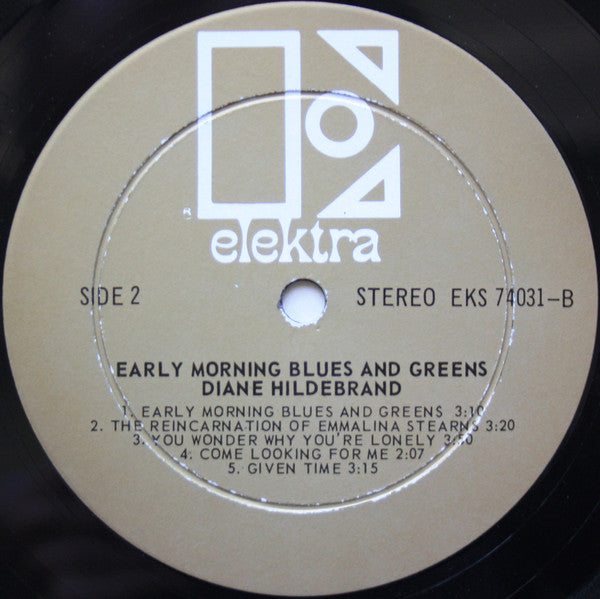 ®
elektra
SIDE 2
STEREO EKS 74031-B
EARLY MORNING BLUES AND GREENS
DIANE HILDEBRAND
1. EARLY MORNING BLUES AND GREENS 3:10
2. THE REINCARNATION OF EMMALINA STEARNS 3:20
3. YOU WONDER WHY YOU'RE LONELY 3:50
4. COME LOOKING FOR ME 2:07
5. GIVEN TIME 3:15